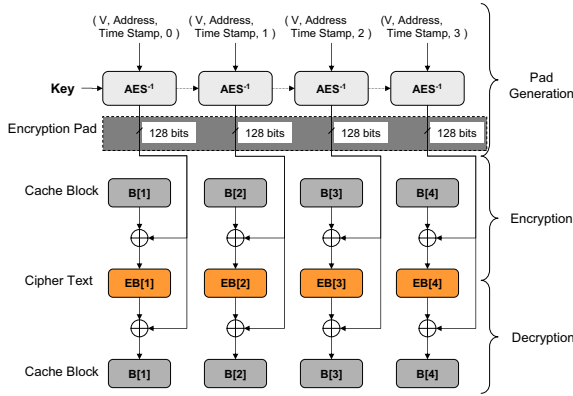 ( V, Address, Time Stamp, 0 )
( V, Address, Time Stamp, 1 )
( V, Address Time Stamp, 2 )
(V, Address, Time Stamp, 3 )
Key
AES-1
AES-1
AES-1
AES-1
Pad Generation
Encryption Pad
128 bits
128 bits
128 bits
128 bits
Cache Block
B[1]
B[2]
B[3]
B[4]
Encryption
Cipher Text
EB[1]
EB[2]
EB[3]
EB[4]
Decryption
Cache Block
B[1]
B[2]
B[3]
B[4]